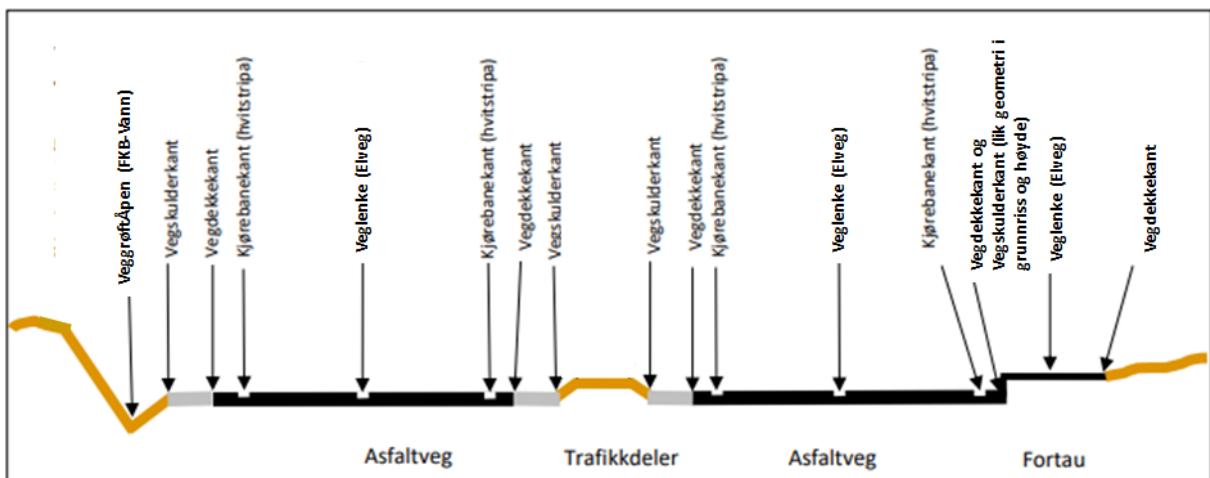 VeggrøftÅpen (FKB-Vann)
Vegskulderkant
Vegdekkekant
Kjørebanekant (hvitstripa)
Veglenke (Elveg)
Kjørebanekant (hvitstripa)
Vegdekkekant
Vegskulderkant
Vegskulderkant
Vegdekkekant
Kjørebanekant (hvitstripa)
Veglenke (Elveg)
Kjørebanekant (hvitstripa)
Vegdekkekant og
Vegskulderkant (lik geometri i
grunnriss og høyde)
Veglenke (Elveg)
Vegdekkekant
Asfaltveg
Trafikkdeler
Asfaltveg
Fortau